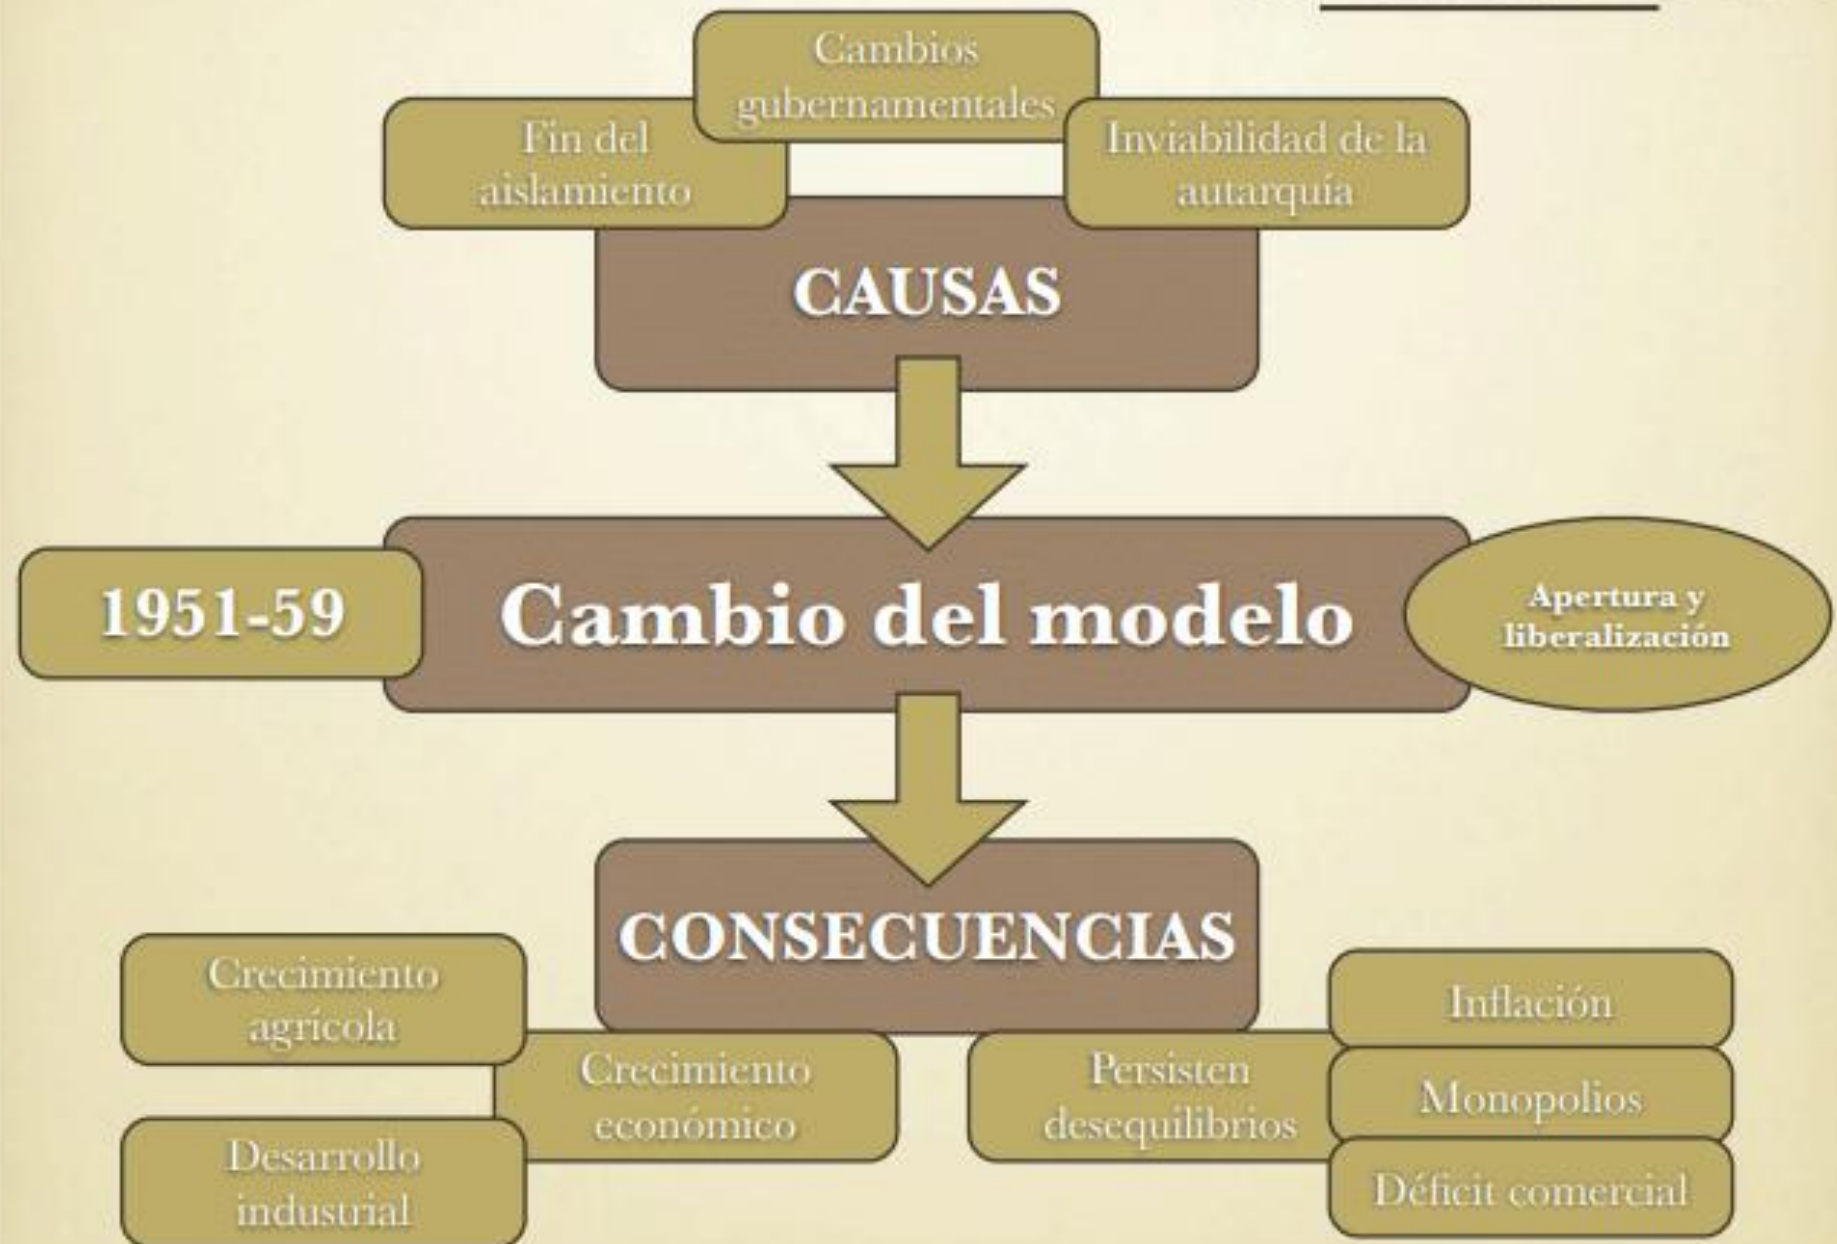 Cambios
gubernamentales
Fin del
aislamiento
Inviabilidad de la
autarquía
CAUSAS
1951-59
Cambio del modelo
Apertura y
liberalización
CONSECUENCIAS
Crecimiento
agrícola
Crecimiento
económico
Desarrollo
industrial
Persisten
desequilibrios
Inflación
Monopolios
Déficit comercial